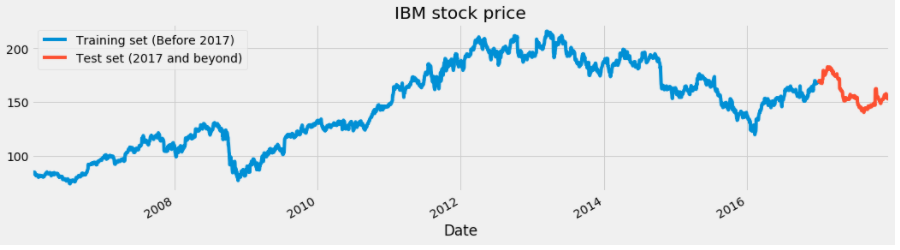 IBM stock price
Training set (Before 2017)
Test set (2017 and beyond)
200
150
100
2008
2010
2012
2014
2016
Date